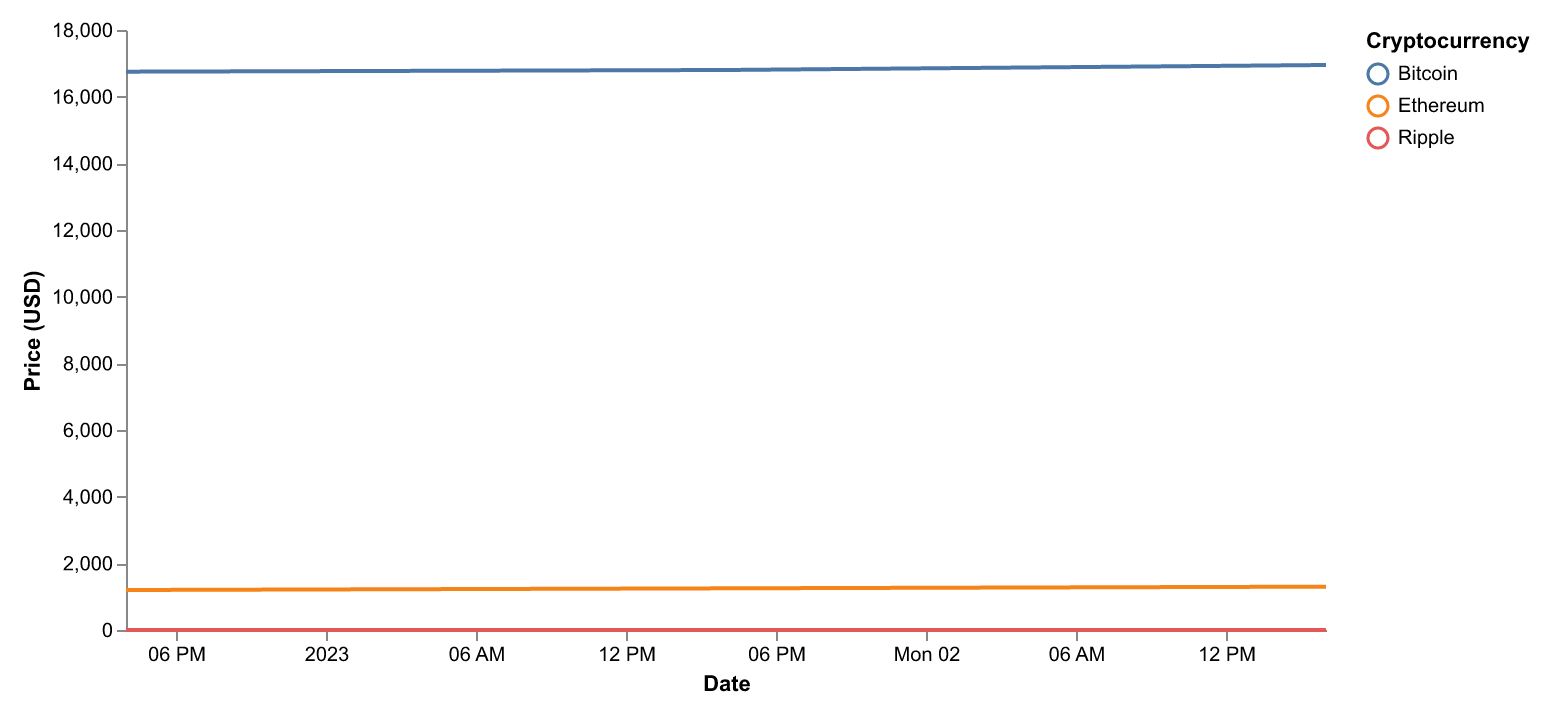 18,000
16,000
14,000
12,000
10,000
8,000
6,000
4,000
2,000
0
Price (USD)
06 PM 2023 06 AM 12 PM 06 PM Mon 02 06 AM 12 PM
Date
Cryptocurrency
Bitcoin
Ethereum
Ripple